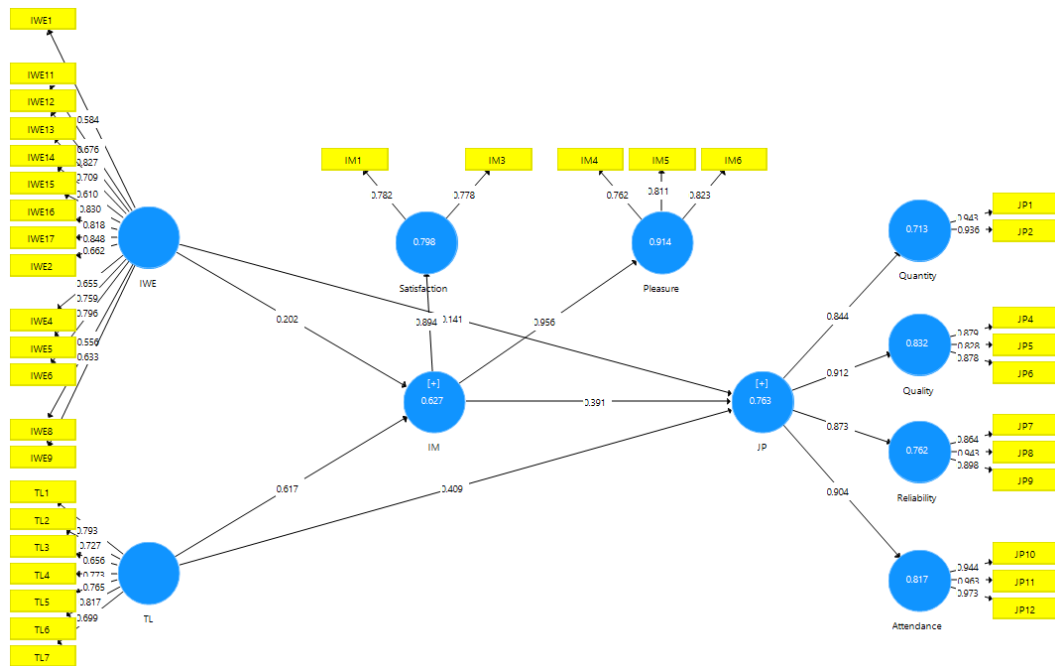 IWE1
IWE11
IWE12
IWE13
IWE14
IWE15
IWE16
IWE17
IWE2
IWE4
IWE5
IWE6
IWE8
IWE9
0.584
0.676
0.827
0.709
0.610
0.830
0.818
0.848
0.662
0.655
0.759
0.796
0.556
0.633
IWE
TL1
TL2
TL3
TL4
TL5
TL6
TL7
0.793
0.727
0.656
0.773
0.765
0.817
0.699
TL
IM1
IM3
0.782
0.778
0.798
Satisfaction
IM4
IM5
IM6
0.762
0.811
0.823
0.914
Pleasure
0.202
0.894
0.141
0.956
0.617
0.391
0.409
[+]
0.627
IM
[+]
0.763
JP
0.844
0.912
0.873
0.904
0.713
Quantity
0.943
0.936
JP1
JP2
0.832
Quality
0.879
0.828
0.878
JP4
JP5
JP6
0.762
Reliability
0.864
0.943
0.898
JP7
JP8
JP9
0.817
Attendance
0.944
0.963
0.973
JP10
JP11
JP12